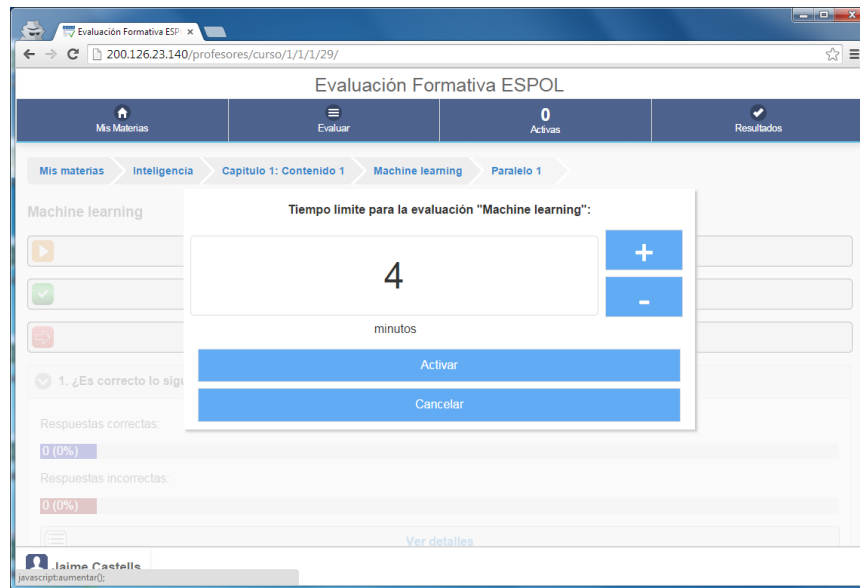 Evaluación Formativa ESP
200.126.23.140/profesores/curso/1/1/1/29/
Evaluación Formativa ESPOL
Mis Materias
Evaluar
0
Activas
Resultados
Mis materias
Inteligencia
Capítulo 1: Contenido 1
Machine learning
Paralelo 1
Machine learning
Tiempo límite para la evaluación "Machine learning":
4
+
-
minutos
Activar
Cancelar
1. ¿Es correcto lo sigu
Respuestas correctas:
0 (0%)
Respuestas incorrectas:
0 (0%)
Ver detalles
Jaime Castells
javascript:aumentar();